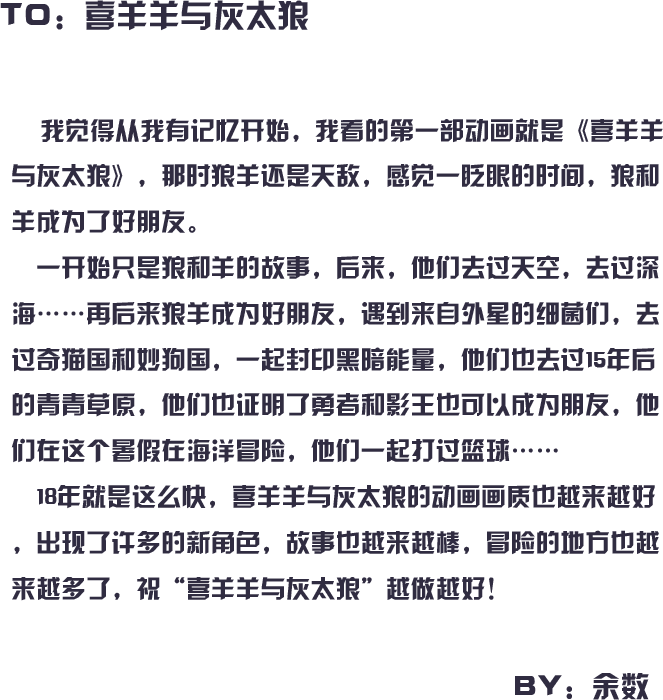 TO：喜羊羊与灰太狼
我觉得从我有记忆开始，我看的第一部动画就是《喜羊羊
与灰太狼》，那时狼羊还是天敌，感觉一眨眼的时间，狼和
羊成为了好朋友。
一开始只是狼和羊的故事，后来，他们去过天空，去过深
海……再后来狼羊成为好朋友，遇到来自外星的细菌们，去
过奇猫国和妙狗国，一起封印黑暗能量，他们也去过15年后
的青青草原，他们也证明了勇者和影王也可以成为朋友，他
们在这个暑假在海洋冒险，他们一起打过篮球……
18年就是这么快，喜羊羊与灰太狼的动画画质也越来越好
，出现了许多的新角色，故事也越来越棒，冒险的地方也越
来越多了，祝“喜羊羊与灰太狼”越做越好！
BY：余数